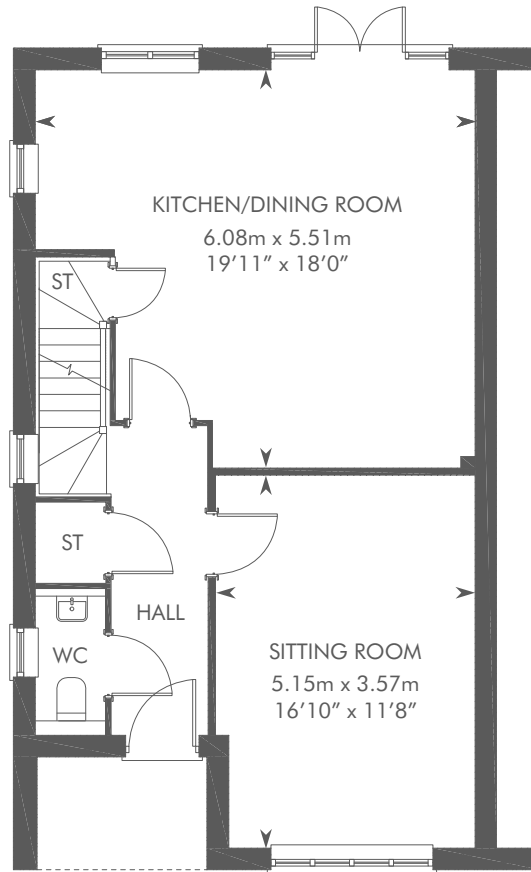 KITCHEN/DINING ROOM
6.08m x 5.51m
19’11” x 18’0”
ST
ST
HALL
WC
SITTING ROOM
5.15m x 3.57m
16’10” x 11’8”